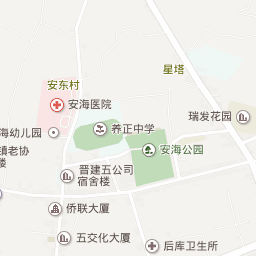 星塔
安东村
安海医院
瑞发花园
养正中学
海幼儿园
安海公园
镇老协
楼
晋建五公司
宿舍楼
侨联大厦
五交化大厦
后库卫生所